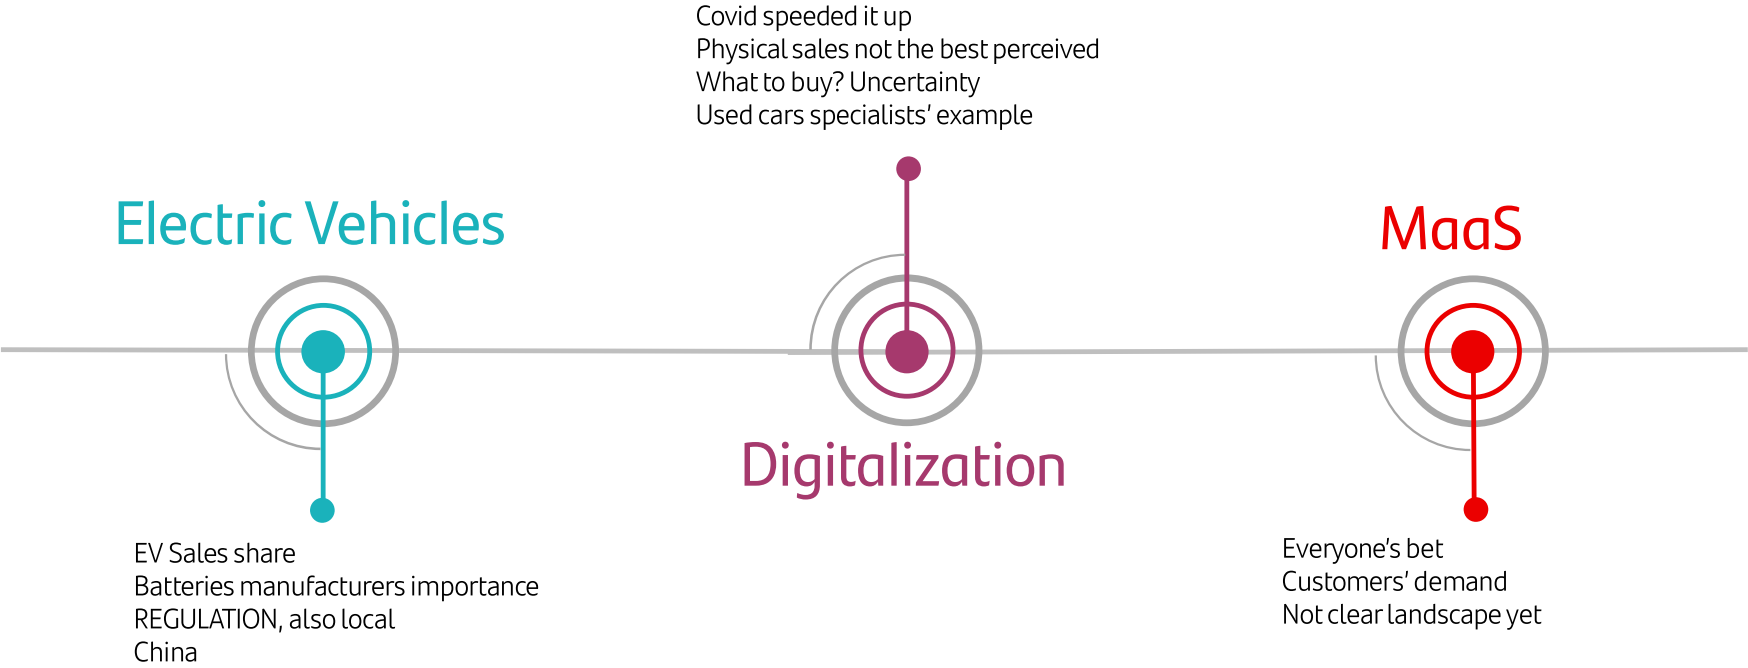 Electric Vehicles
EV Sales share
Batteries manufacturers importance
REGULATION, also local
China
Covid speeded it up
Physical sales not the best perceived
What to buy? Uncertainty
Used cars specialists’ example
Digitalization
MaaS
Everyone’s bet
Customers’ demand
Not clear landscape yet